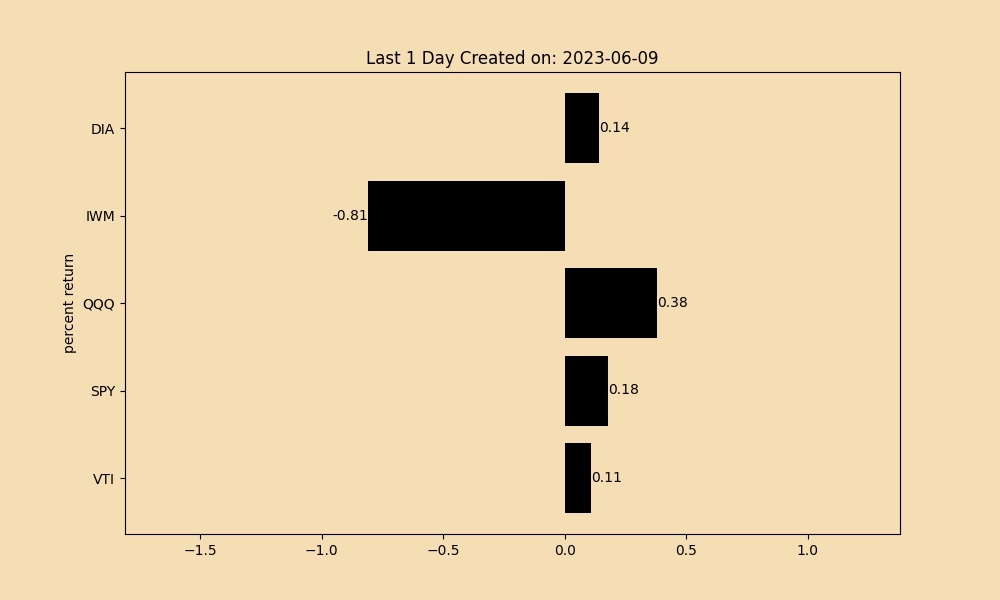 Last 1 Day Created on: 2023-06-09
percent return
DIA
0.14
IWM
-0.81
QQQ
0.38
SPY
0.18
VTI
0.11
−1.5
−1.0
−0.5
0.0
0.5
1.0